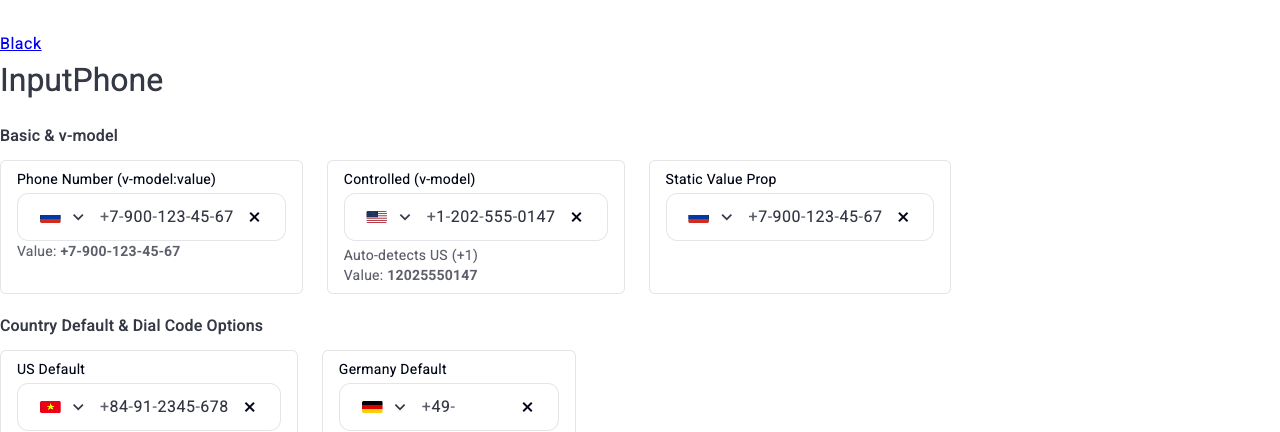 Black
InputPhone
Basic & v-model
Phone Number (v-model:value)
+7-900-123-45-67
Value: +7-900-123-45-67
Controlled (v-model)
+1-202-555-0147
Auto-detects US (+1)
Value: 12025550147
Static Value Prop
+7-900-123-45-67
Country Default & Dial Code Options
US Default
+84-91-2345-678
Germany Default
+49-